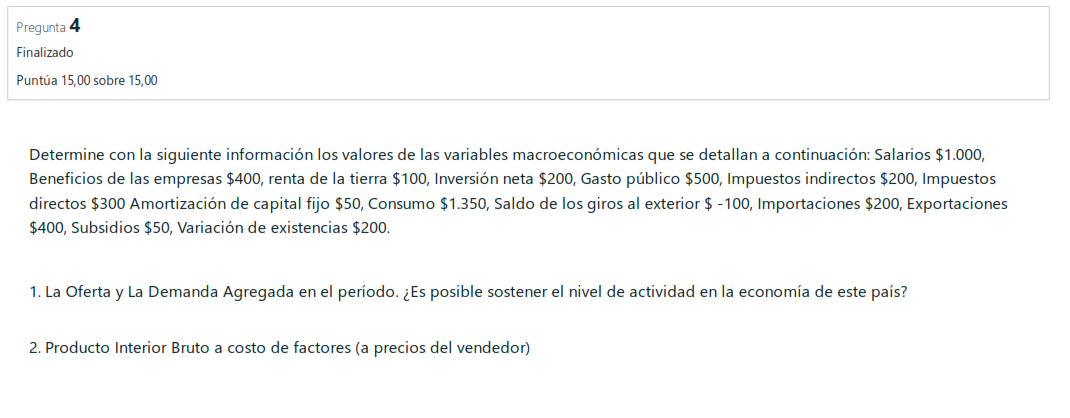 Pregunta 4
Finalizado
Puntúa 15,00 sobre 15,00
Determine con la siguiente información los valores de las variables macroeconómicas que se detallan a continuación: Salarios $1.000,
Beneficios de las empresas $400, renta de la tierra $100, Inversión neta $200, Gasto público $500, Impuestos indirectos $200, Impuestos
directos $300 Amortización de capital fijo $50, Consumo $1.350, Saldo de los giros al exterior $ -100, Importaciones $200, Exportaciones
$400, Subsidios $50, Variación de existencias $200.
1. La Oferta y La Demanda Agregada en el período. ¿Es posible sostener el nivel de actividad en la economía de este país?
2. Producto Interior Bruto a costo de factores (a precios del vendedor)